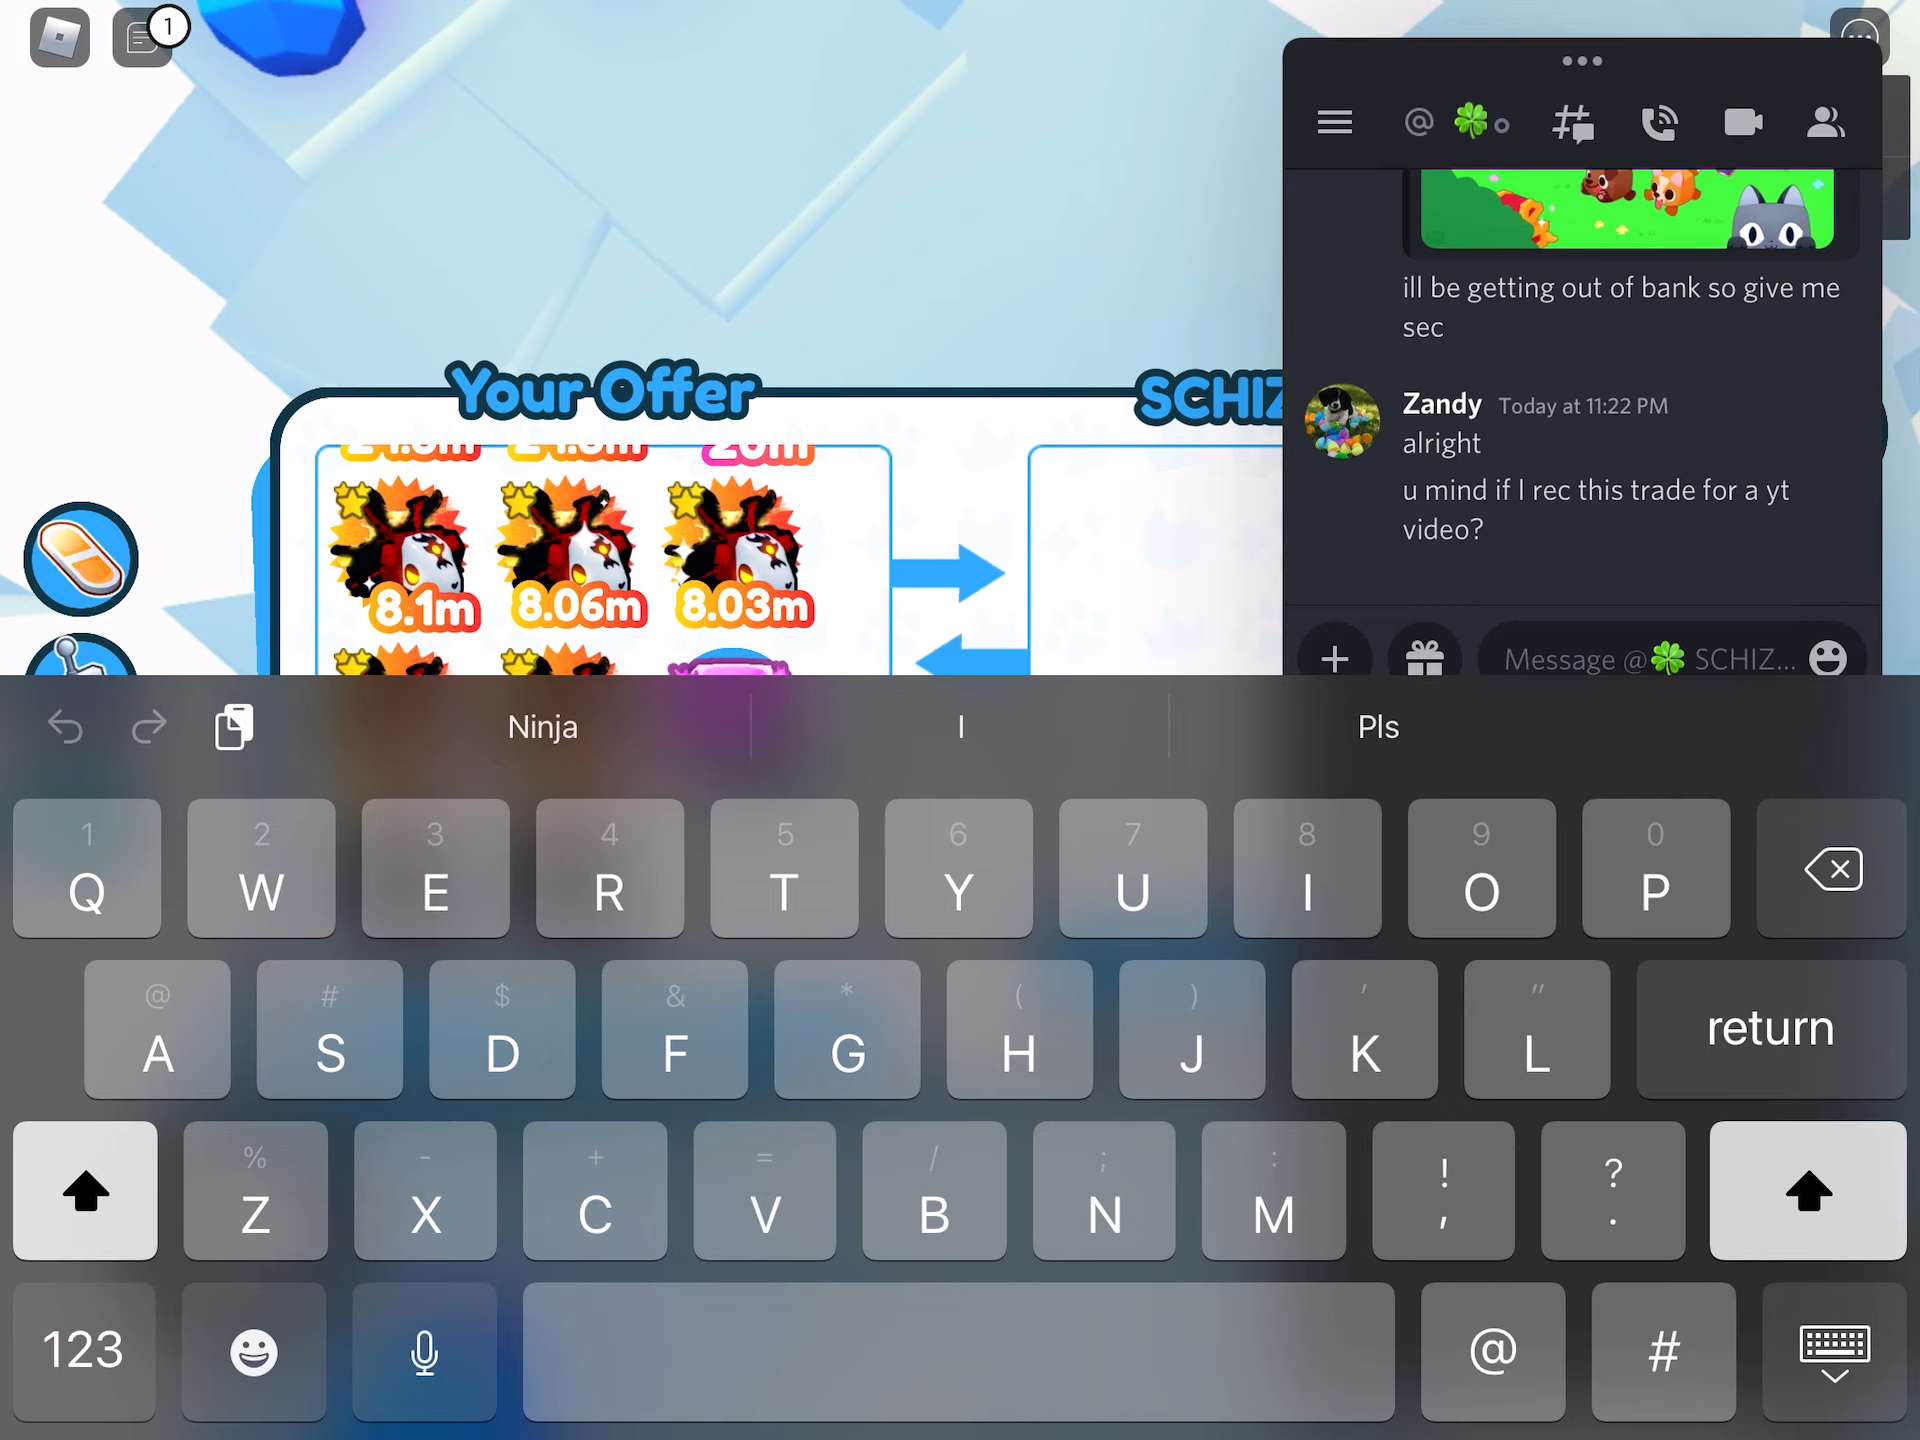 1
Your Offer
SCHIZ
20m
8.1m
8.06m
8.03m
ill be getting out of bank so give me
sec
Zandy Today at 11:22 PM
alright
u mind if I rec this trade for a yt
video?
Message @🍀 SCHIZ...
Ninja I Pls
1 2 3 4 5 6 7 8 9 0
Q W E R T Y U I O P
@ # $ & * ( ) ' "
A S D F G H J K L return
% - + = / ; : ! ?
Z X C V B N M , .
123 @ #